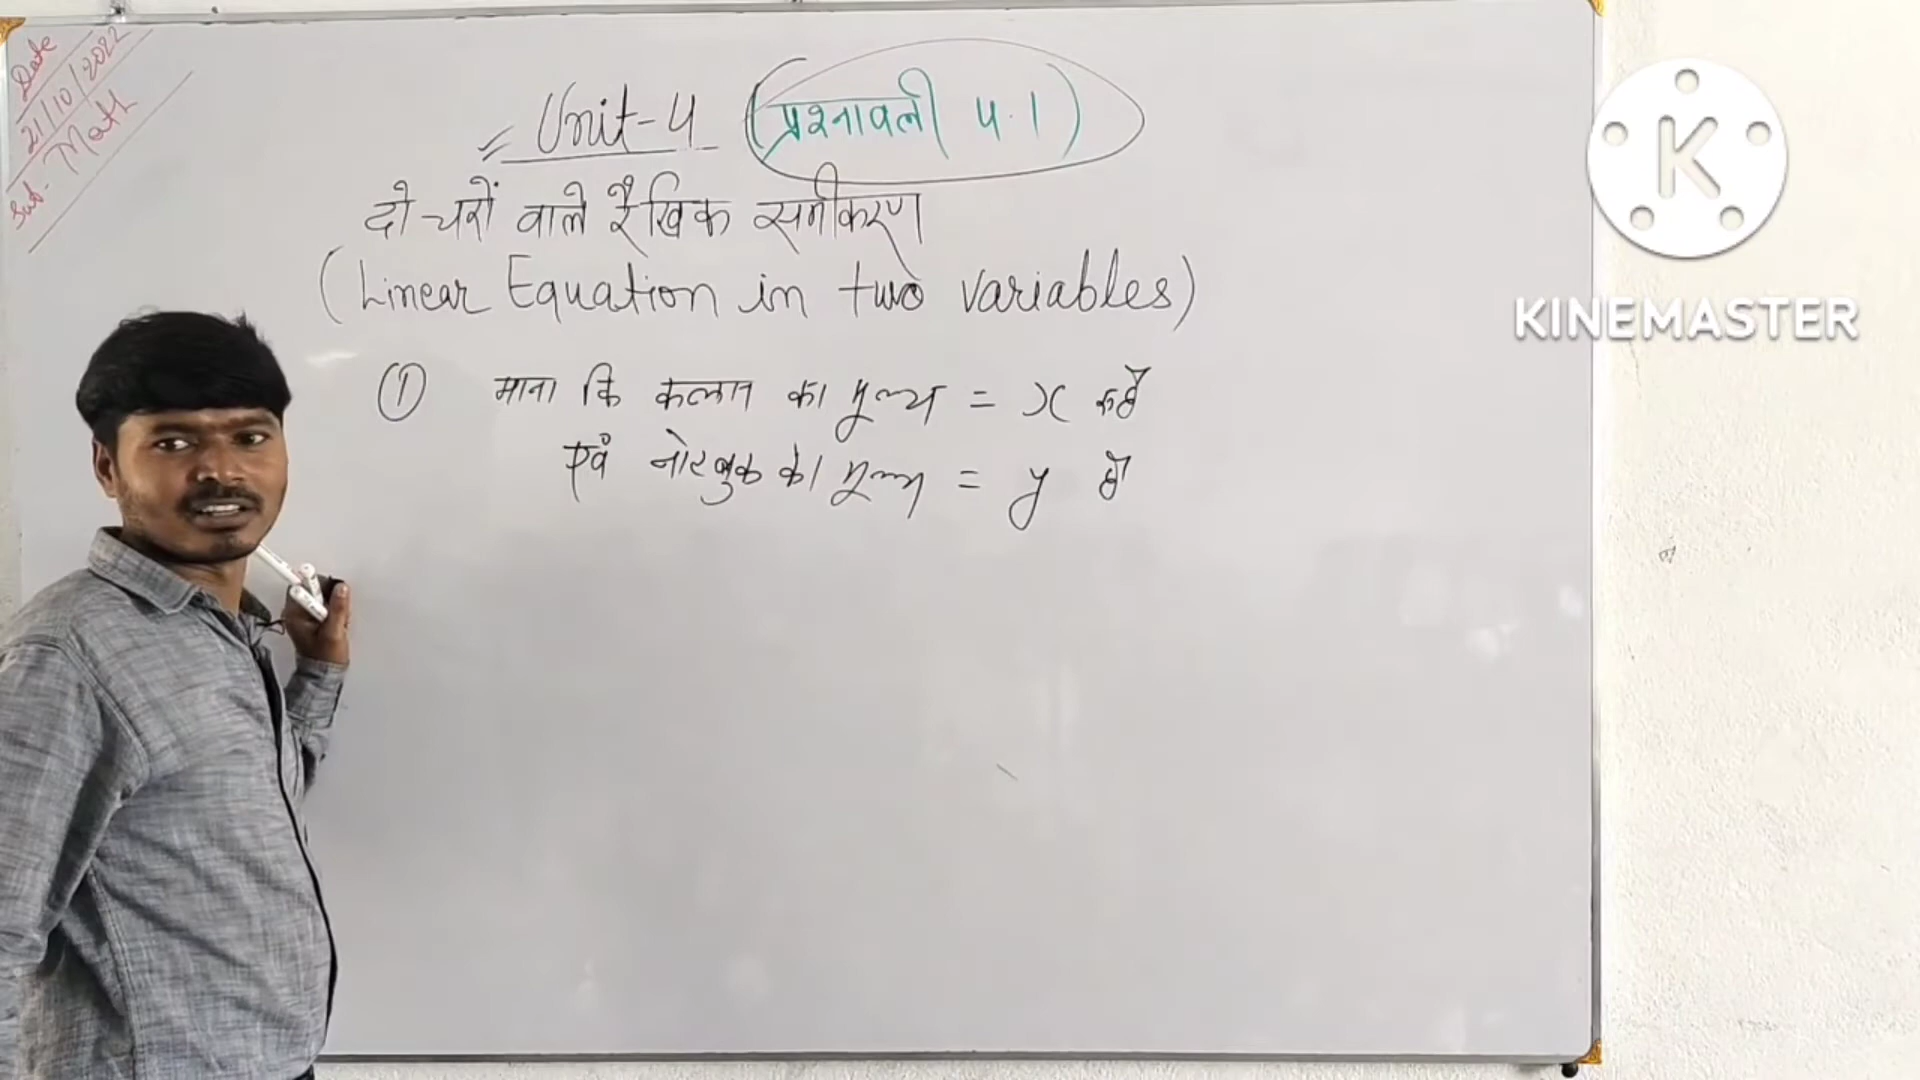 Date
21/10/2022
Sub- Math
Unit-4 (प्रश्नावली 4.1)
दो चरों वाले रैखिक समीकरण
(Linear Equation in two variables)
① माना कि कलम का मूल्य = x रु है
एवं नोटबुक का मूल्य = y है
K
KINEMASTER